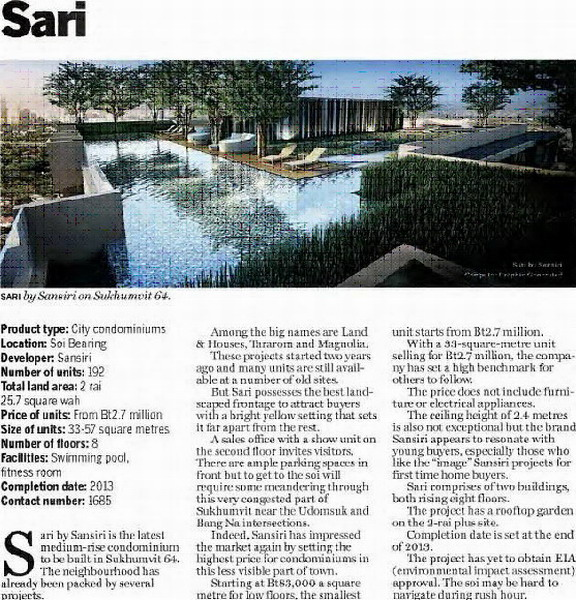 Sari
Sari by Sansiri
Computer Graphic Generated
SARI by Sansiri on Sukhumvit 64.
Product type: City condominiums
Location: Soi Bearing
Developer: Sansiri
Number of units: 192
Total land area: 2 rai
25.7 square wah
Price of units: From Bt2.7 million
Size of units: 33-57 square metres
Number of floors: 8
Facilities: Swimming pool,
fitness room
Completion date: 2013
Contact number: 1685
Sari by Sansiri is the latest
medium-rise condominium
to be built in Sukhumvit 64.
The neighbourhood has
already been packed by several
projects.
Among the big names are Land
& Houses, Tararom and Magnolia.
These projects started two years
ago and many units are still avail-
able at a number of old sites.
But Sari possesses the best land-
scaped frontage to attract buyers
with a bright yellow setting that sets
it far apart from the rest.
A sales office with a show unit on
the second floor invites visitors.
There are ample parking spaces in
front but to get to the soi will
require some meandering through
this very congested part of
Sukhumvit near the Udomsuk and
Bang Na intersections.
Indeed, Sansiri has impressed
the market again by setting the
highest price for condominiums in
this less visible part of town.
Starting at Bt83,000 a square
metre for low floors, the smallest
unit starts from Bt2.7 million.
With a 33-square-metre unit
selling for Bt2.7 million, the compa-
ny has set a high benchmark for
others to follow.
The price does not include furni-
ture or electrical appliances.
The ceiling height of 2.4 metres
is also not exceptional but the brand
Sansiri appears to resonate with
young buyers, especially those who
like the "image" Sansiri projects for
first time home buyers.
Sari comprises of two buildings,
both rising eight floors.
The project has a rooftop garden
on the 2-rai plus site.
Completion date is set at the end
of 2013.
The project has yet to obtain EIA
(environmental impact assessment)
approval. The soi may be hard to
navigate during rush hour.